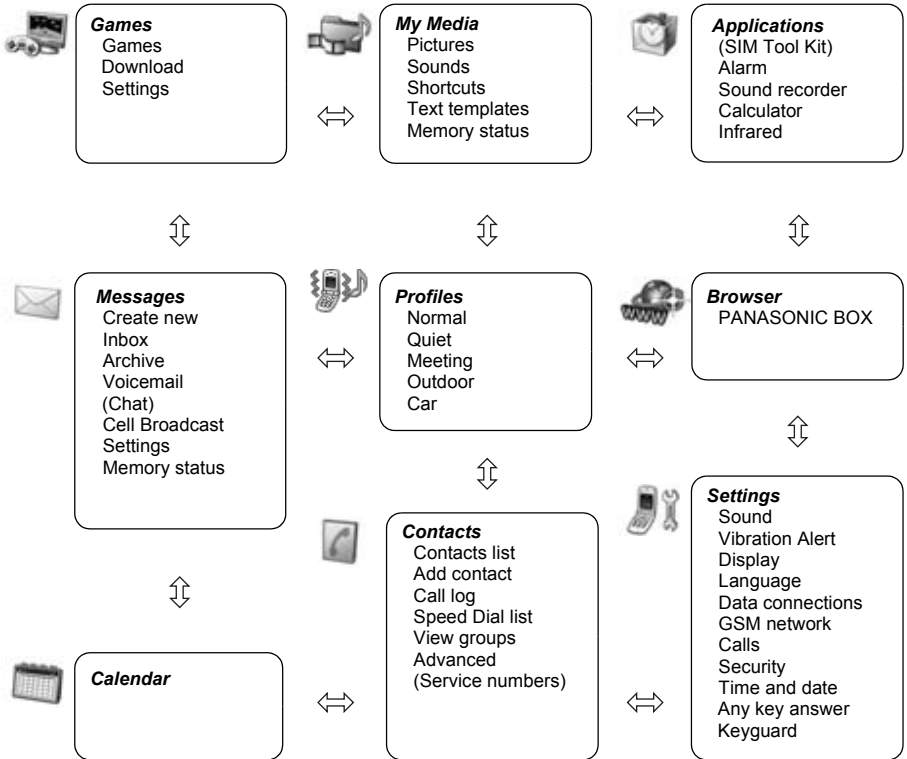 Games
Games
Download
Settings
My Media
Pictures
Sounds
Shortcuts
Text templates
Memory status
Applications
(SIM Tool Kit)
Alarm
Sound recorder
Calculator
Infrared
Messages
Create new
Inbox
Archive
Voicemail
(Chat)
Cell Broadcast
Settings
Memory status
Profiles
Normal
Quiet
Meeting
Outdoor
Car
WWW
Browser
PANASONIC BOX
Calendar
Contacts
Contacts list
Add contact
Call log
Speed Dial list
View groups
Advanced
(Service numbers)
Settings
Sound
Vibration Alert
Display
Language
Data connections
GSM network
Calls
Security
Time and date
Any key answer
Keyguard